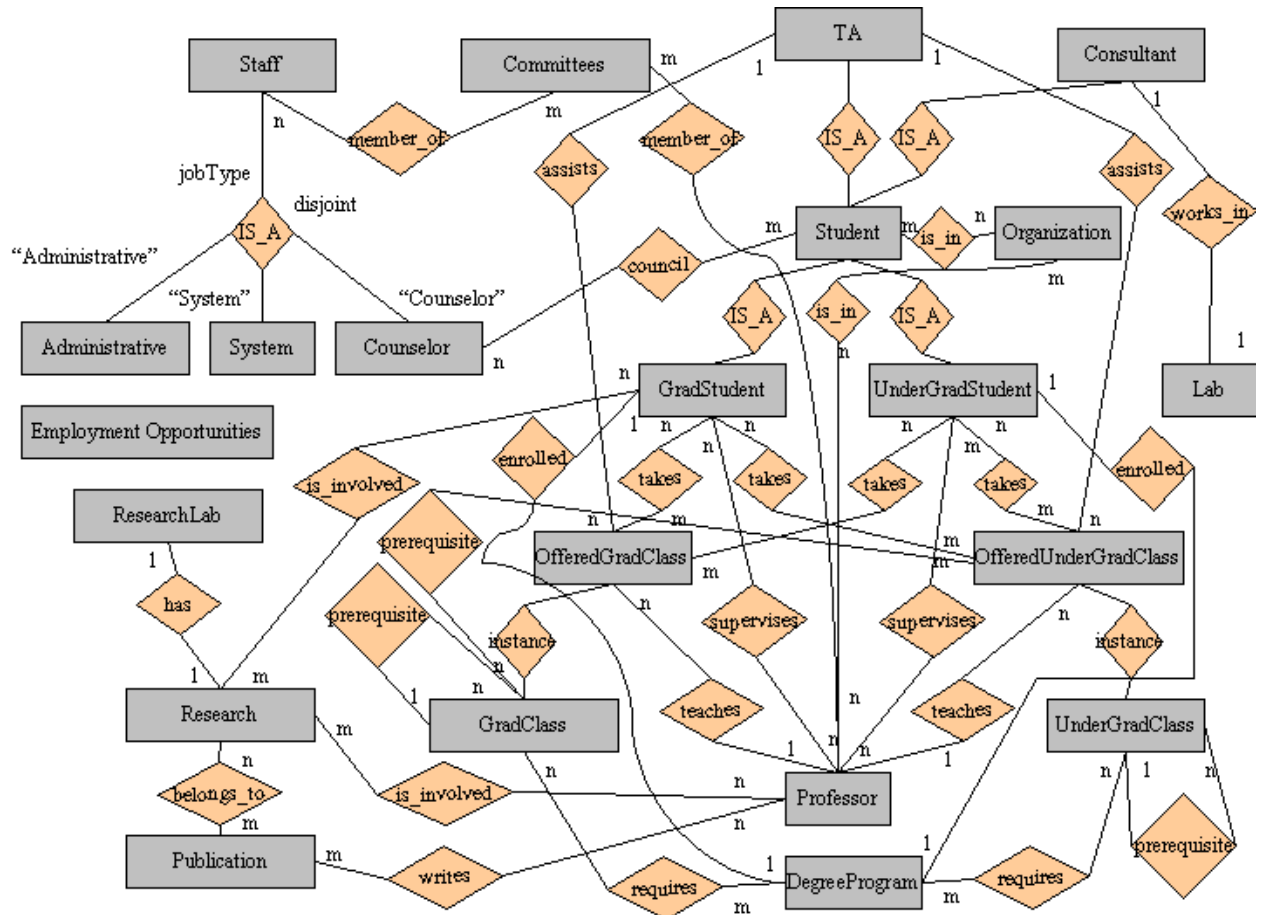 TA
Staff
Committees
Consultant
m
1
1
1
n
m
member_of
member_of
IS_A
IS_A
assists
assists
jobType
disjoint
works_in
IS_A
m
Student
m
is_in
n
Organization
"Administrative"
council
m
"System"
"Counselor"
IS_A
is_in
IS_A
Administrative
System
Counselor
n
n
1
n
GradStudent
n
UnderGradStudent
1
Lab
Employment Opportunities
1
n
n
n
n
m
n
enrolled
enrolled
is_involved
takes
takes
takes
takes
ResearchLab
prerequisite
n
m
n
m
n
1
OfferedGradClass
m
m
OfferedUnderGradClass
has
prerequisite
n
supervises
supervises
n
instance
instance
1
m
n
n
1
teaches
n
teaches
Research
GradClass
UnderGradClass
m
n
1
n
n
1
n
1
n
n
belongs_to
is_involved
n
Professor
m
n
prerequisite
Publication
m
writes
1
1
requires
m
DegreeProgram
m
requires